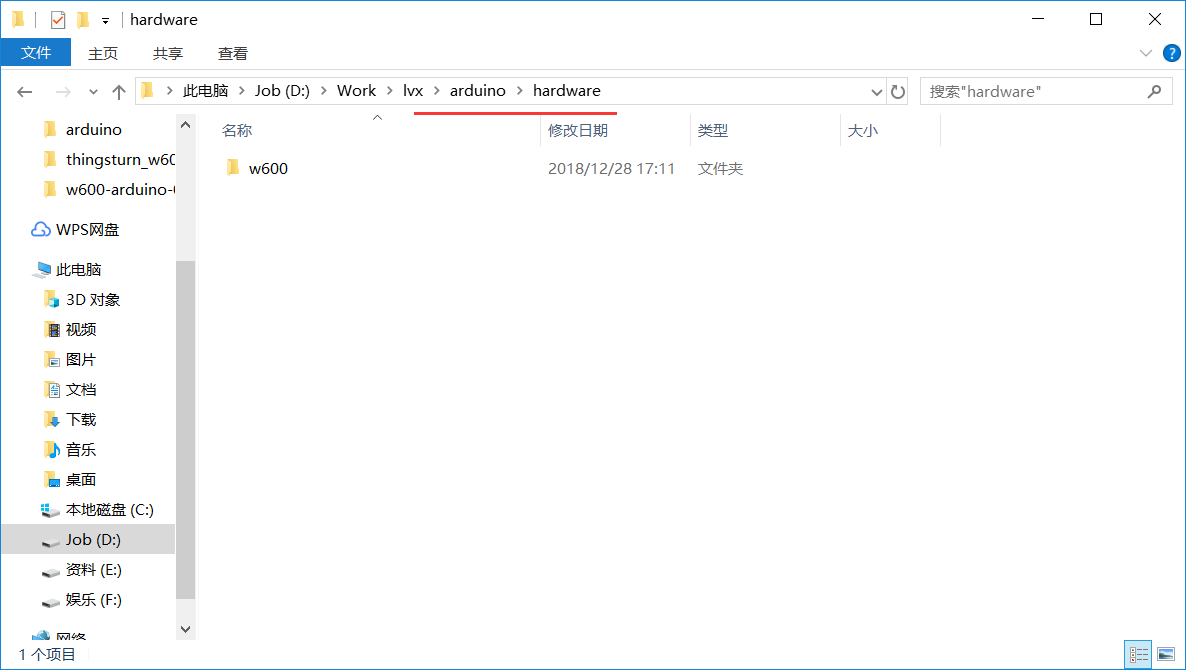 hardware
文件 主页 共享 查看
此电脑 Job (D:) Work lvx arduino hardware 搜索"hardware"
名称 修改日期 类型 大小
w600 2018/12/28 17:11 文件夹
arduino
thingsturn_w60
w600-arduino-
WPS网盘
此电脑
3D 对象
视频
图片
文档
下载
音乐
桌面
本地磁盘 (C:)
Job (D:)
资料 (E:)
娱乐 (F:)
网络
1 个项目